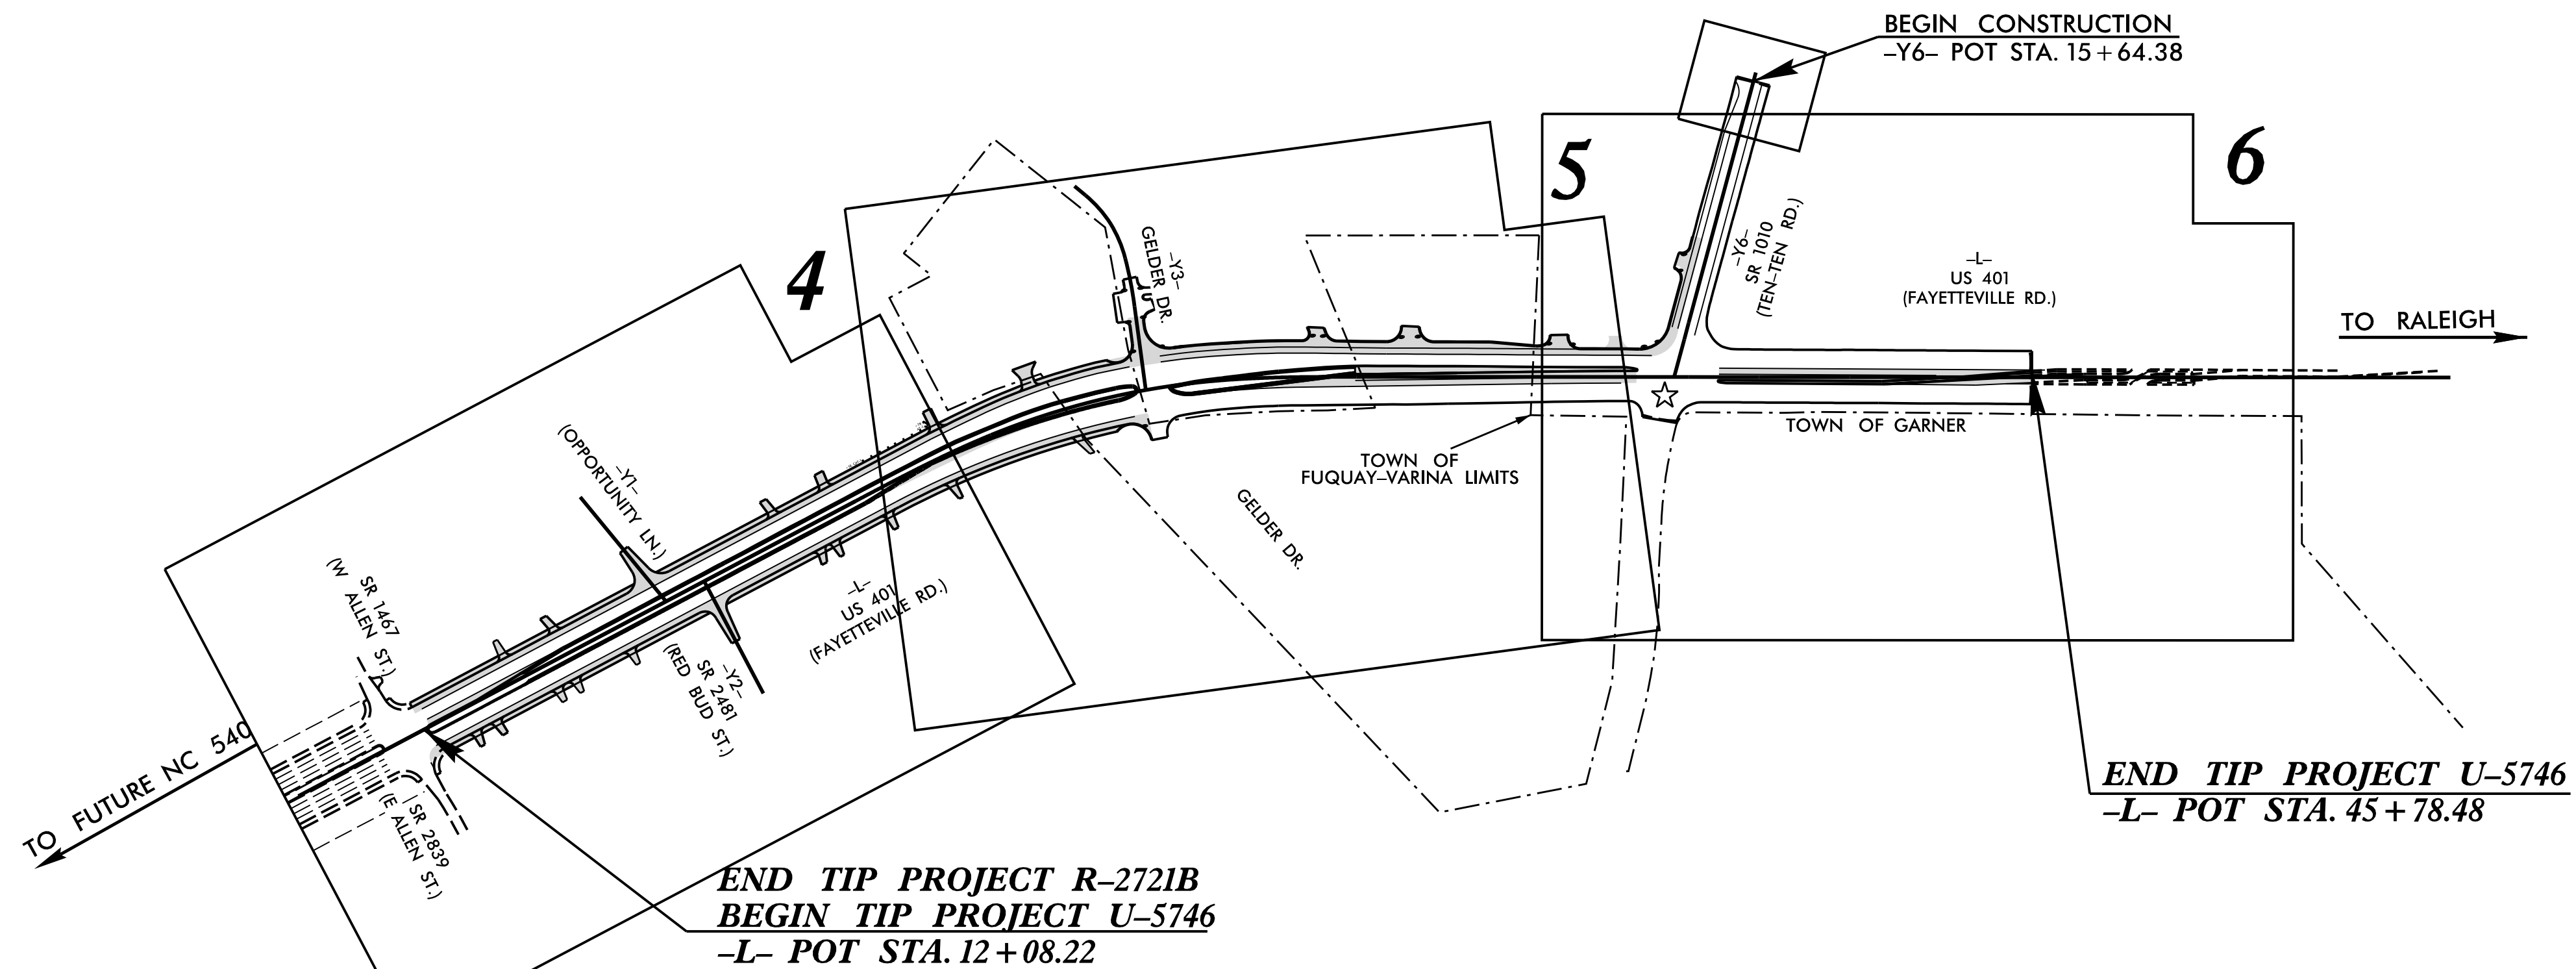 BEGIN CONSTRUCTION
–Y6– POT STA. 15+64.38
5
6
4
–Y3–
GELDER DR.
–Y6–
SR 1010
(TEN–TEN RD.)
–L–
US 401
(FAYETTEVILLE RD.)
TO RALEIGH
TOWN OF GARNER
TOWN OF
FUQUAY–VARINA LIMITS
–Y1–
(OPPORTUNITY LN.)
GELDER DR.
SR 1467
(W ALLEN ST.)
–L–
US 401
(FAYETTEVILLE RD.)
–Y2–
SR 2481
(RED BUD ST.)
TO FUTURE NC 540
SR 2839
(E ALLEN ST.)
END TIP PROJECT U–5746
–L– POT STA. 45+78.48
END TIP PROJECT R–2721B
BEGIN TIP PROJECT U–5746
–L– POT STA. 12+08.22